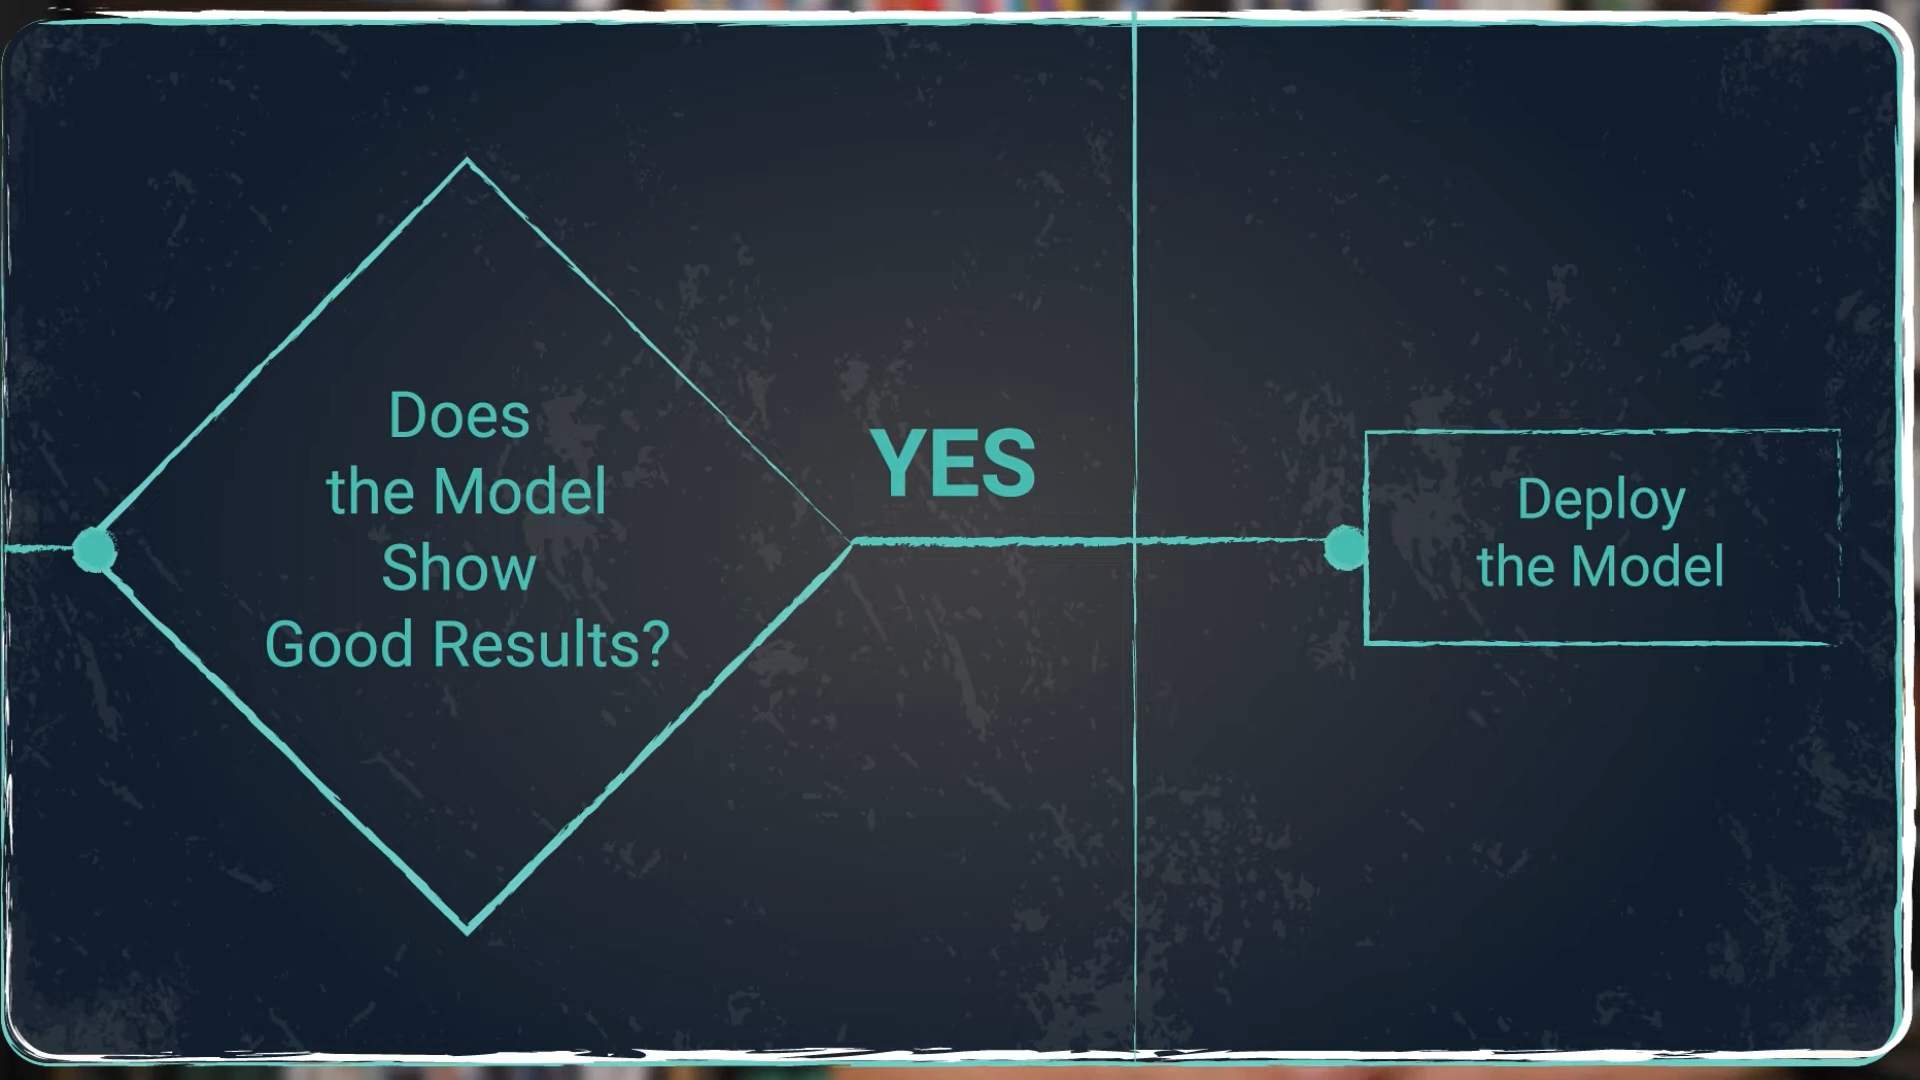 Does
the Model
Show
Good Results?
YES
Deploy
the Model